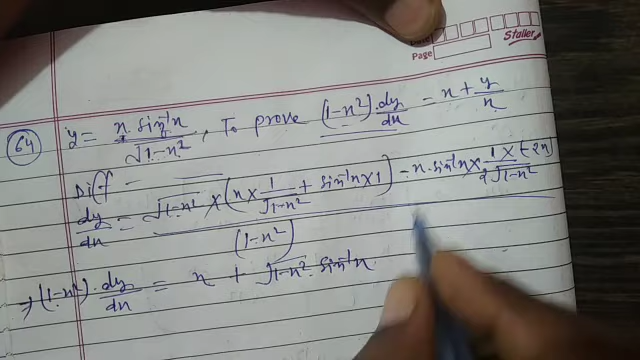 Staller
Page
64 y = x sin⁻¹x / √1-x² , To prove (1-x²) · dy/dx = x + y/x
Diff -
dy/dx = √1-x² × (x × 1/√1-x² + sin⁻¹x × 1) - x · sin⁻¹x × 1 × (-2x) / 2√1-x²
(1-x²)
⇒ (1-x²) · dy/dx = x + √1-x² · sin⁻¹x